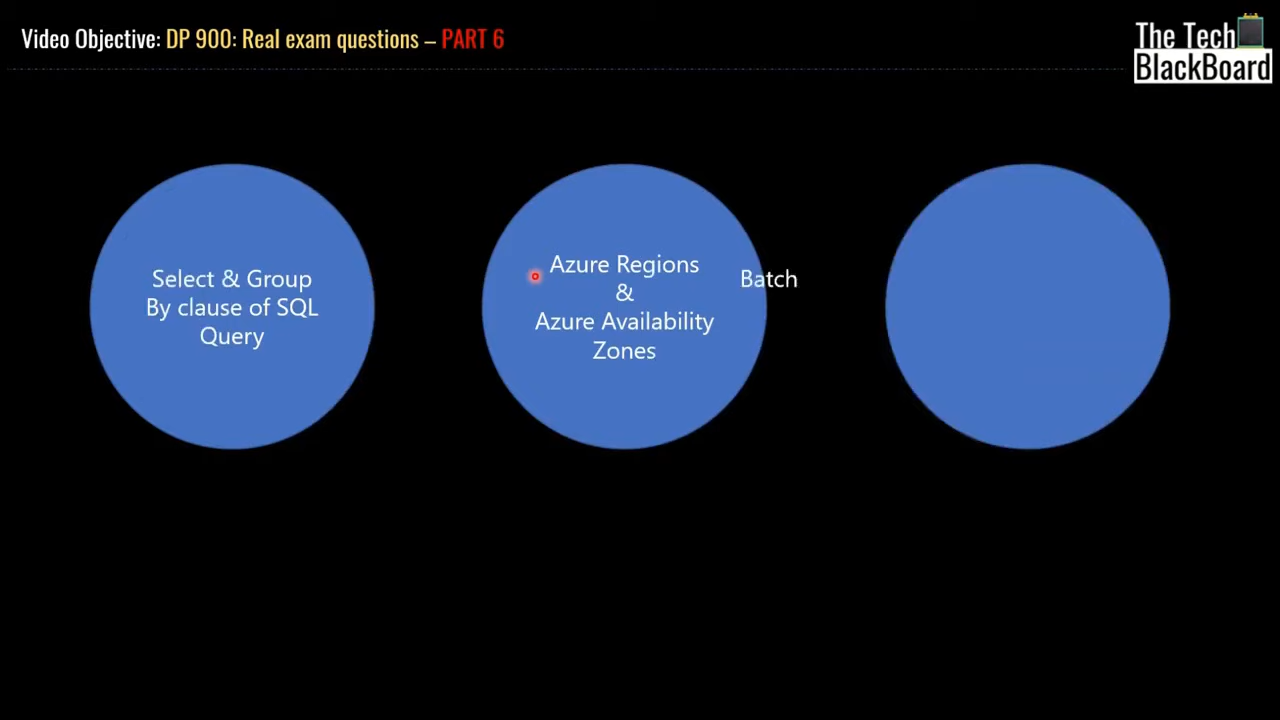 Video Objective: DP 900: Real exam questions – PART 6
The Tech
BlackBoard
Select & Group
By clause of SQL
Query
Azure Regions
&
Azure Availability
Zones
Batch